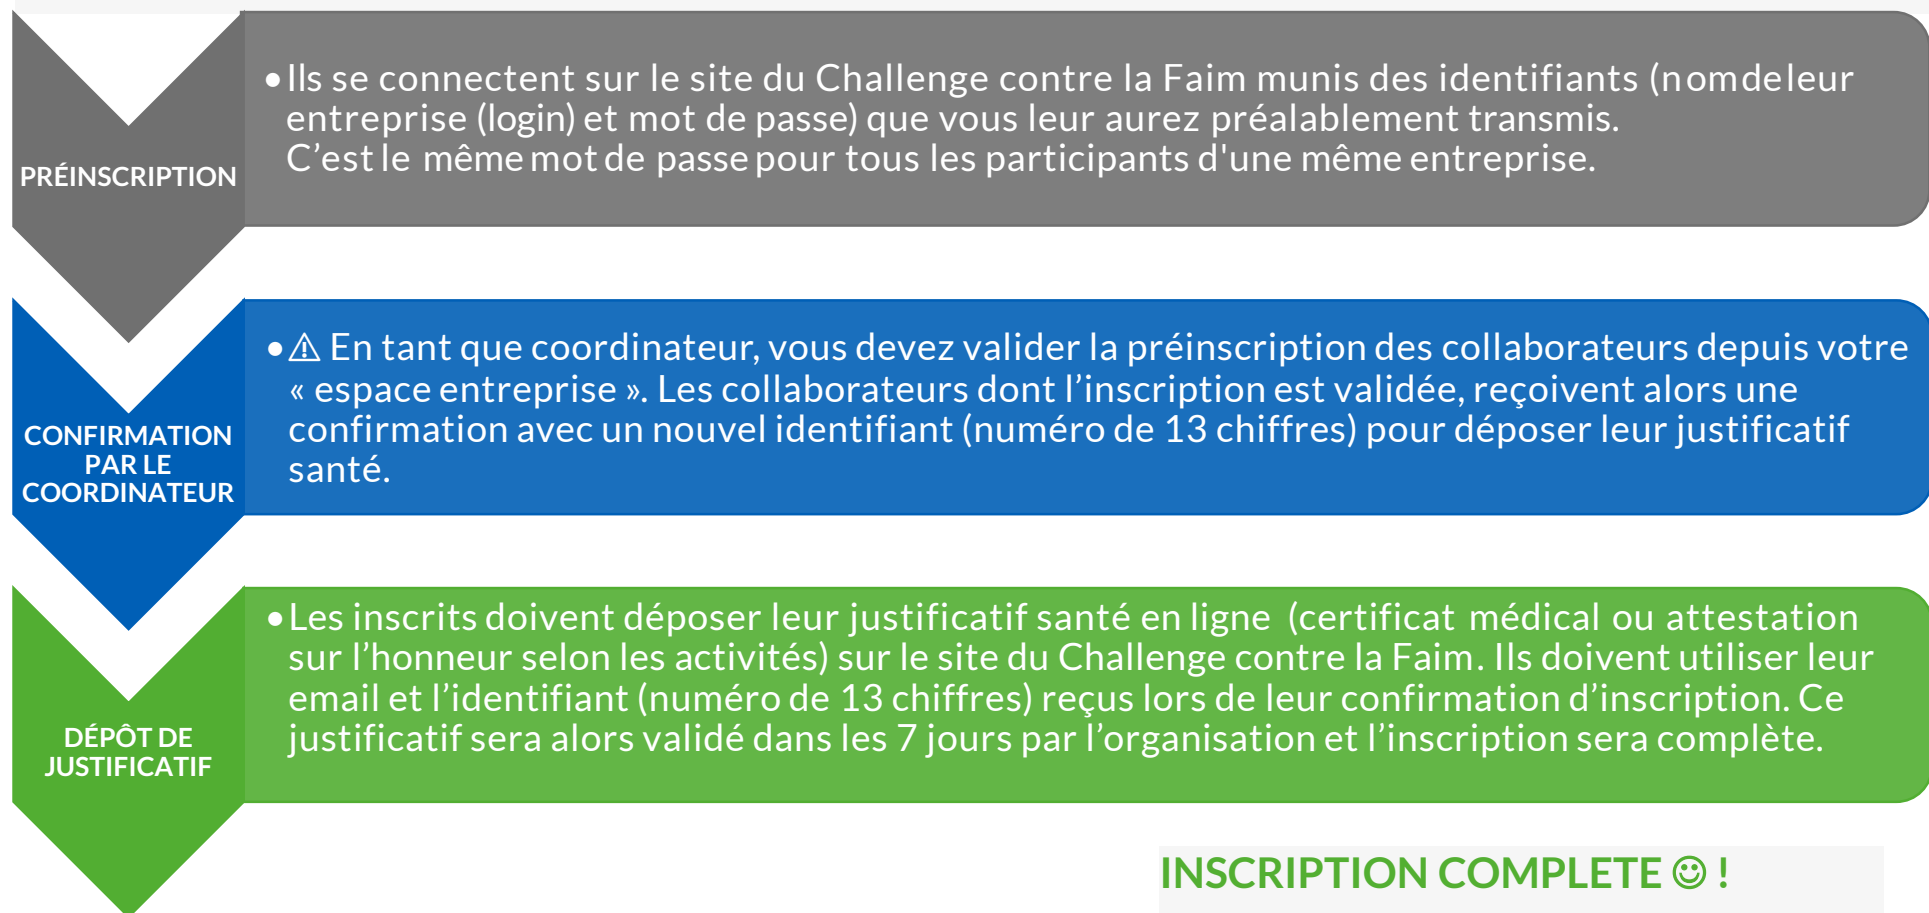 PRÉINSCRIPTION
•Ils se connectent sur le site du Challenge contre la Faim munis des identifiants (nomdeleur
entreprise (login) et mot de passe) que vous leur aurez préalablement transmis.
C’est le même mot de passe pour tous les participants d'une même entreprise.
CONFIRMATION
PAR LE
COORDINATEUR
•⚠ En tant que coordinateur, vous devez valider la préinscription des collaborateurs depuis votre
« espace entreprise ». Les collaborateurs dont l’inscription est validée, reçoivent alors une
confirmation avec un nouvel identifiant (numéro de 13 chiffres) pour déposer leur justificatif
santé.
DÉPÔT DE
JUSTIFICATIF
•Les inscrits doivent déposer leur justificatif santé en ligne (certificat médical ou attestation
sur l’honneur selon les activités) sur le site du Challenge contre la Faim. Ils doivent utiliser leur
email et l’identifiant (numéro de 13 chiffres) reçus lors de leur confirmation d’inscription. Ce
justificatif sera alors validé dans les 7 jours par l’organisation et l’inscription sera complète.
INSCRIPTION COMPLETE ☺ !